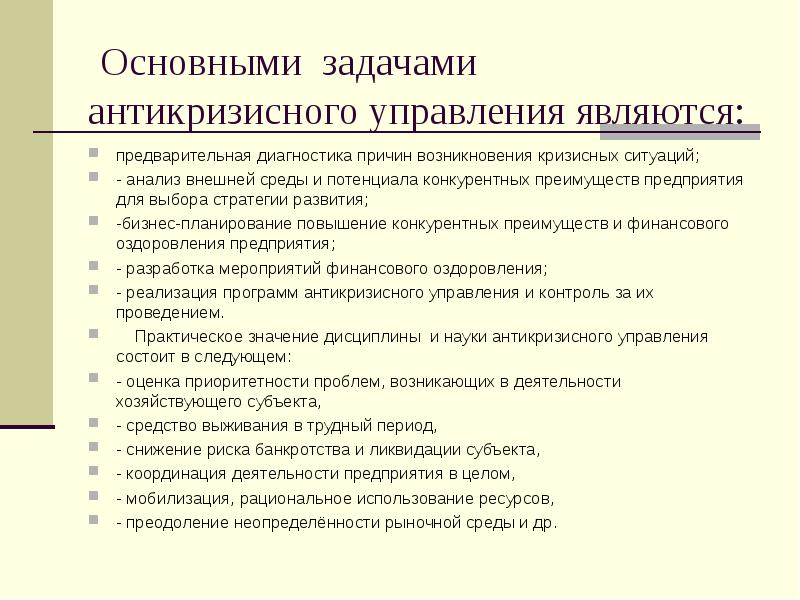 Основными задачами
антикризисного управления являются:
предварительная диагностика причин возникновения кризисных ситуаций;
- анализ внешней среды и потенциала конкурентных преимуществ предприятия
для выбора стратегии развития;
-бизнес-планирование повышение конкурентных преимуществ и финансового
оздоровления предприятия;
- разработка мероприятий финансового оздоровления;
- реализация программ антикризисного управления и контроль за их
проведением.
Практическое значение дисциплины и науки антикризисного управления
состоит в следующем:
- оценка приоритетности проблем, возникающих в деятельности
хозяйствующего субъекта,
- средство выживания в трудный период,
- снижение риска банкротства и ликвидации субъекта,
- координация деятельности предприятия в целом,
- мобилизация, рациональное использование ресурсов,
- преодоление неопределённости рыночной среды и др.